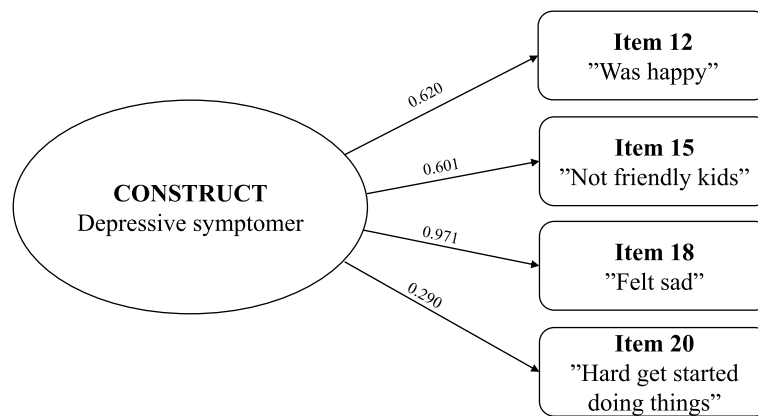 CONSTRUCT
Depressive symptomer
0.620
0.601
0.971
0.290
Item 12
”Was happy”
Item 15
”Not friendly kids”
Item 18
”Felt sad”
Item 20
”Hard get started
doing things”